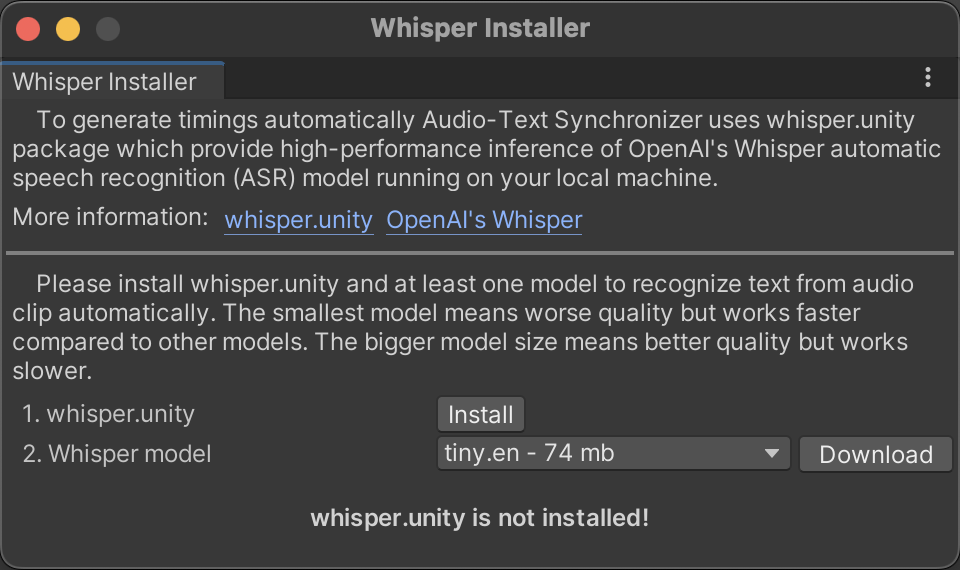 Whisper Installer
Whisper Installer
To generate timings automatically Audio-Text Synchronizer uses whisper.unity
package which provide high-performance inference of OpenAI's Whisper automatic
speech recognition (ASR) model running on your local machine.
More information: whisper.unity OpenAI's Whisper
Please install whisper.unity and at least one model to recognize text from audio
clip automatically. The smallest model means worse quality but works faster
compared to other models. The bigger model size means better quality but works
slower.
1. whisper.unity Install
2. Whisper model tiny.en - 74 mb Download
whisper.unity is not installed!